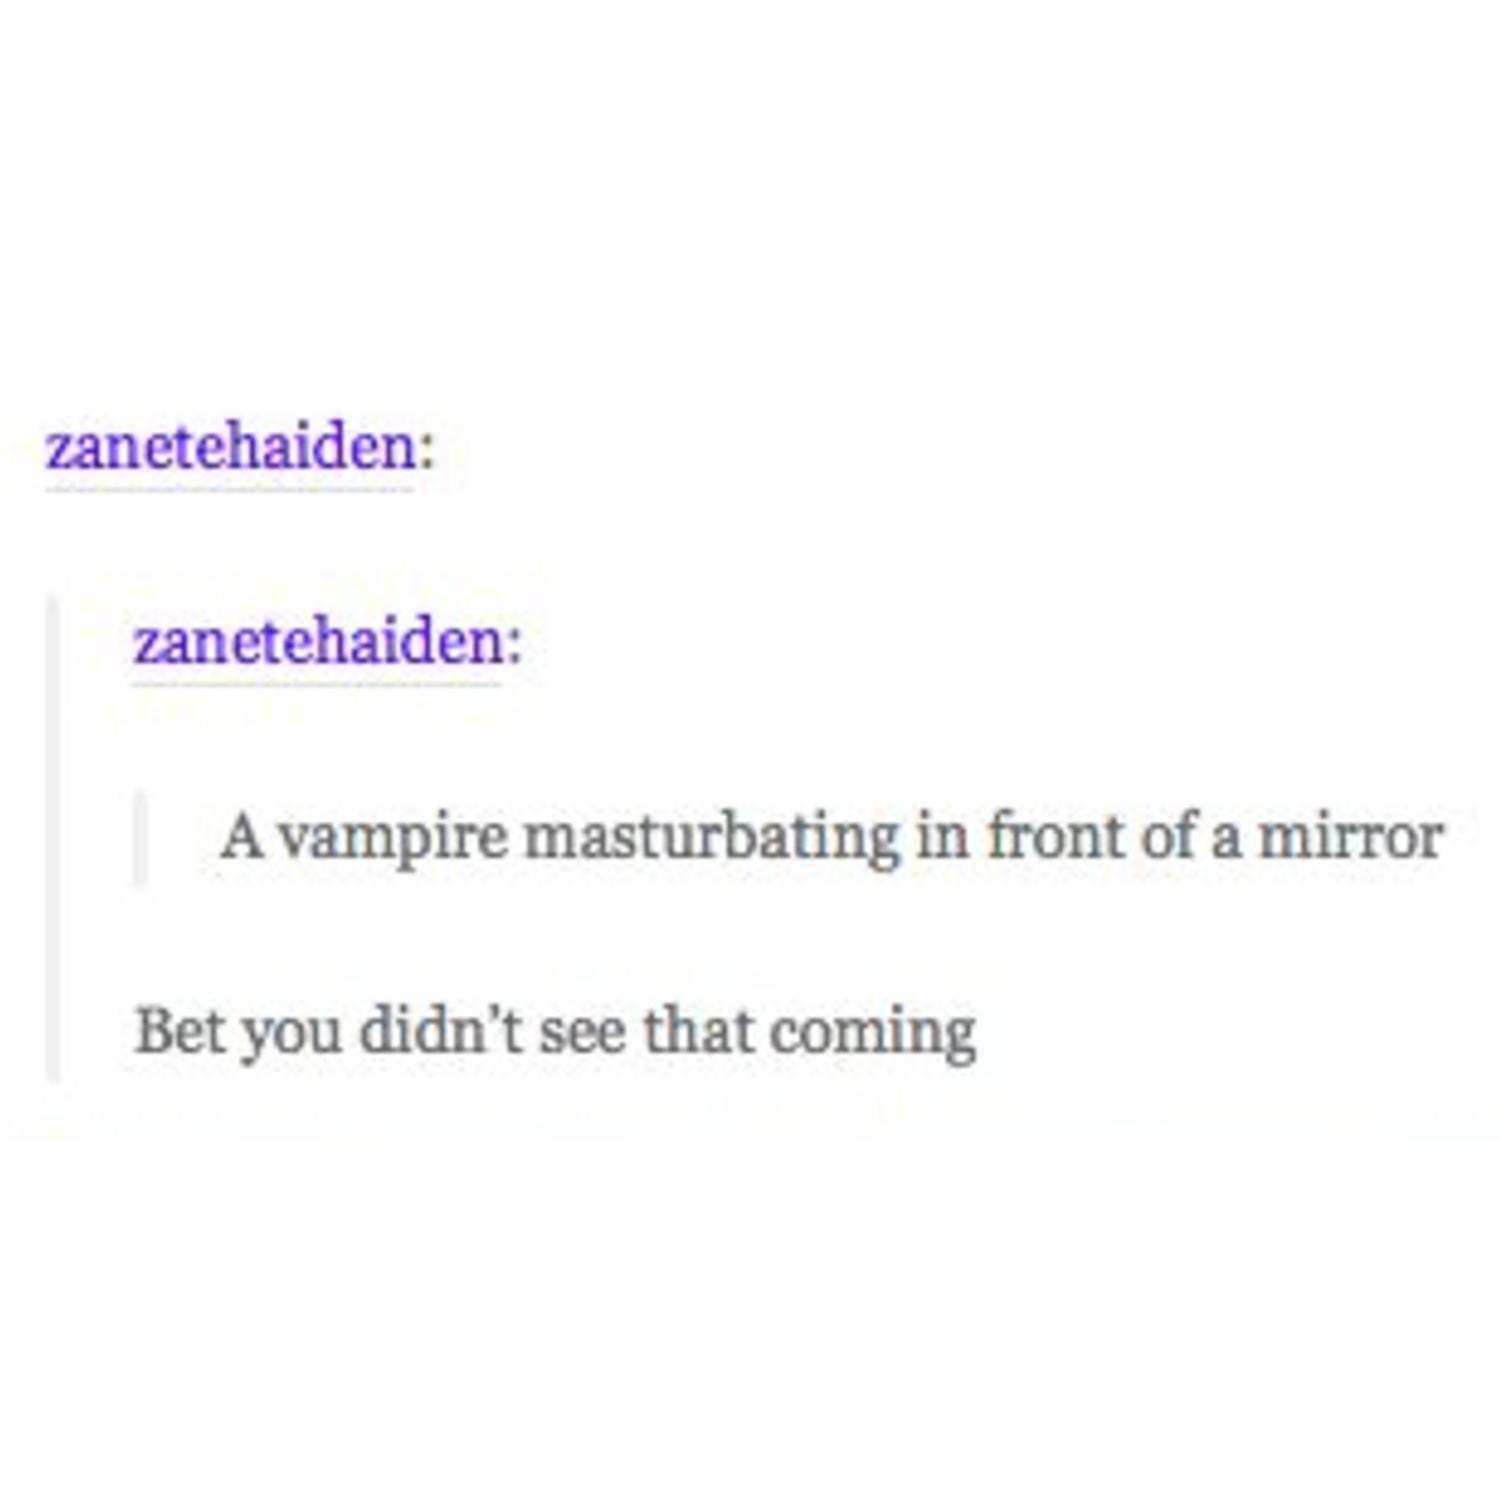 zanetehaiden:
zanetehaiden:
A vampire masturbating in front of a mirror
Bet you didn’t see that coming